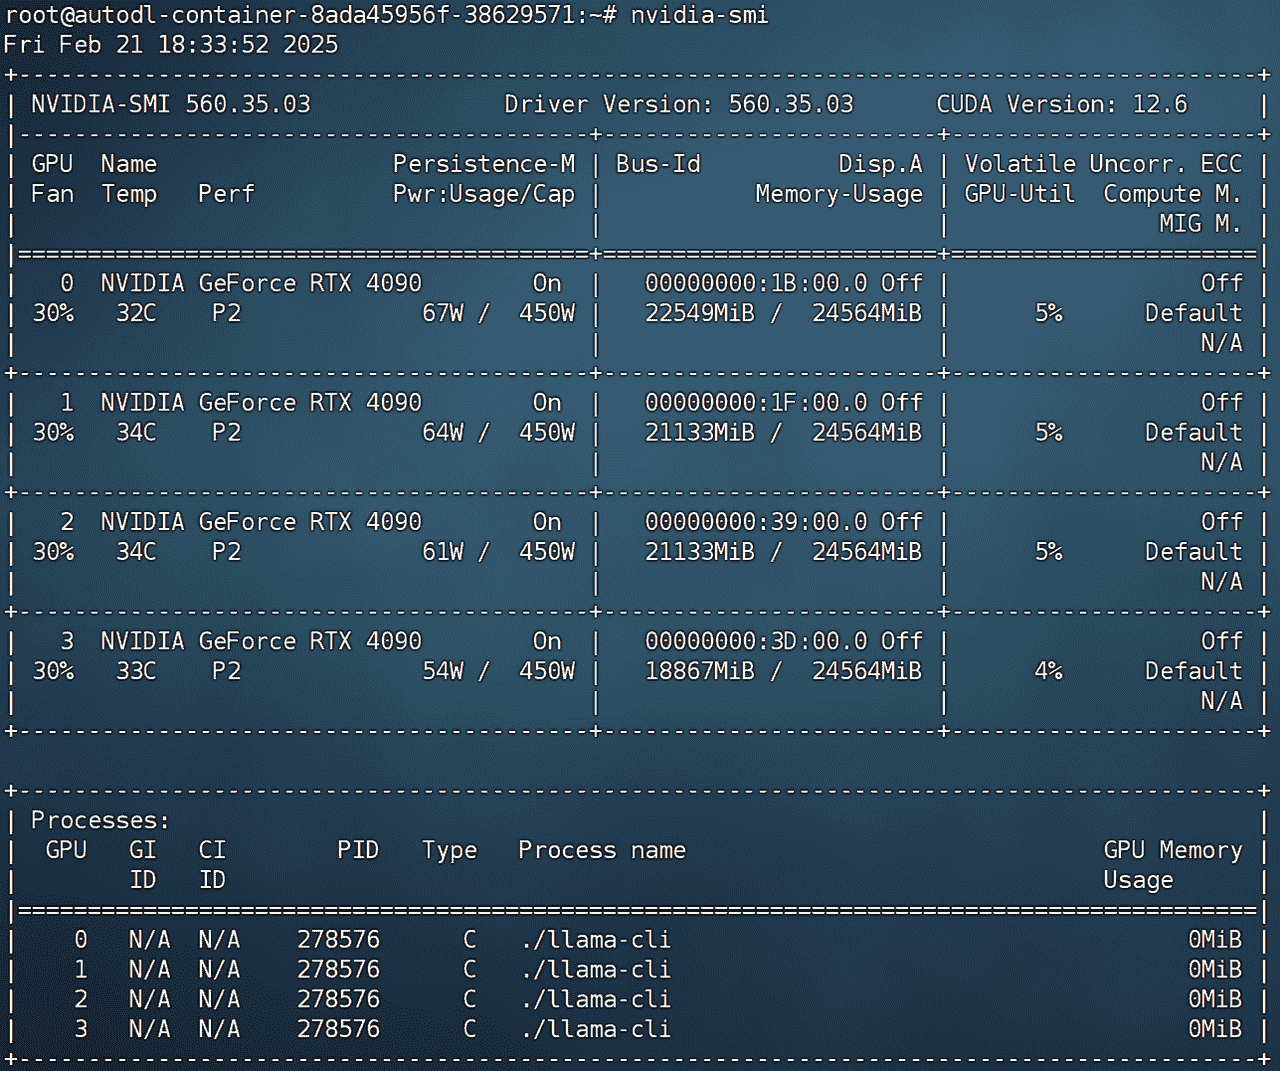 root@autodl-container-8ada45956f-38629571:~# nvidia-smi
Fri Feb 21 18:33:52 2025
+-----------------------------------------------------------------------------------------+
| NVIDIA-SMI 560.35.03              Driver Version: 560.35.03      CUDA Version: 12.6     |
|-----------------------------------------+------------------------+----------------------+
| GPU  Name                 Persistence-M | Bus-Id          Disp.A | Volatile Uncorr. ECC |
| Fan  Temp   Perf          Pwr:Usage/Cap |           Memory-Usage | GPU-Util  Compute M. |
|                                         |                        |               MIG M. |
|=========================================+========================+======================|
|   0  NVIDIA GeForce RTX 4090        On  |   00000000:1B:00.0 Off |                  Off |
| 30%   32C    P2             67W /  450W |   22549MiB /  24564MiB |      5%      Default |
|                                         |                        |                  N/A |
+-----------------------------------------+------------------------+----------------------+
|   1  NVIDIA GeForce RTX 4090        On  |   00000000:1F:00.0 Off |                  Off |
| 30%   34C    P2             64W /  450W |   21133MiB /  24564MiB |      5%      Default |
|                                         |                        |                  N/A |
+-----------------------------------------+------------------------+----------------------+
|   2  NVIDIA GeForce RTX 4090        On  |   00000000:39:00.0 Off |                  Off |
| 30%   34C    P2             61W /  450W |   21133MiB /  24564MiB |      5%      Default |
|                                         |                        |                  N/A |
+-----------------------------------------+------------------------+----------------------+
|   3  NVIDIA GeForce RTX 4090        On  |   00000000:3D:00.0 Off |                  Off |
| 30%   33C    P2             54W /  450W |   18867MiB /  24564MiB |      4%      Default |
|                                         |                        |                  N/A |
+-----------------------------------------+------------------------+----------------------+

+-----------------------------------------------------------------------------------------+
| Processes:                                                                              |
|  GPU   GI   CI        PID   Type   Process name                              GPU Memory |
|        ID   ID                                                               Usage      |
|=========================================================================================|
|    0   N/A  N/A    278576      C   ./llama-cli                                     0MiB |
|    1   N/A  N/A    278576      C   ./llama-cli                                     0MiB |
|    2   N/A  N/A    278576      C   ./llama-cli                                     0MiB |
|    3   N/A  N/A    278576      C   ./llama-cli                                     0MiB |
+-----------------------------------------------------------------------------------------+